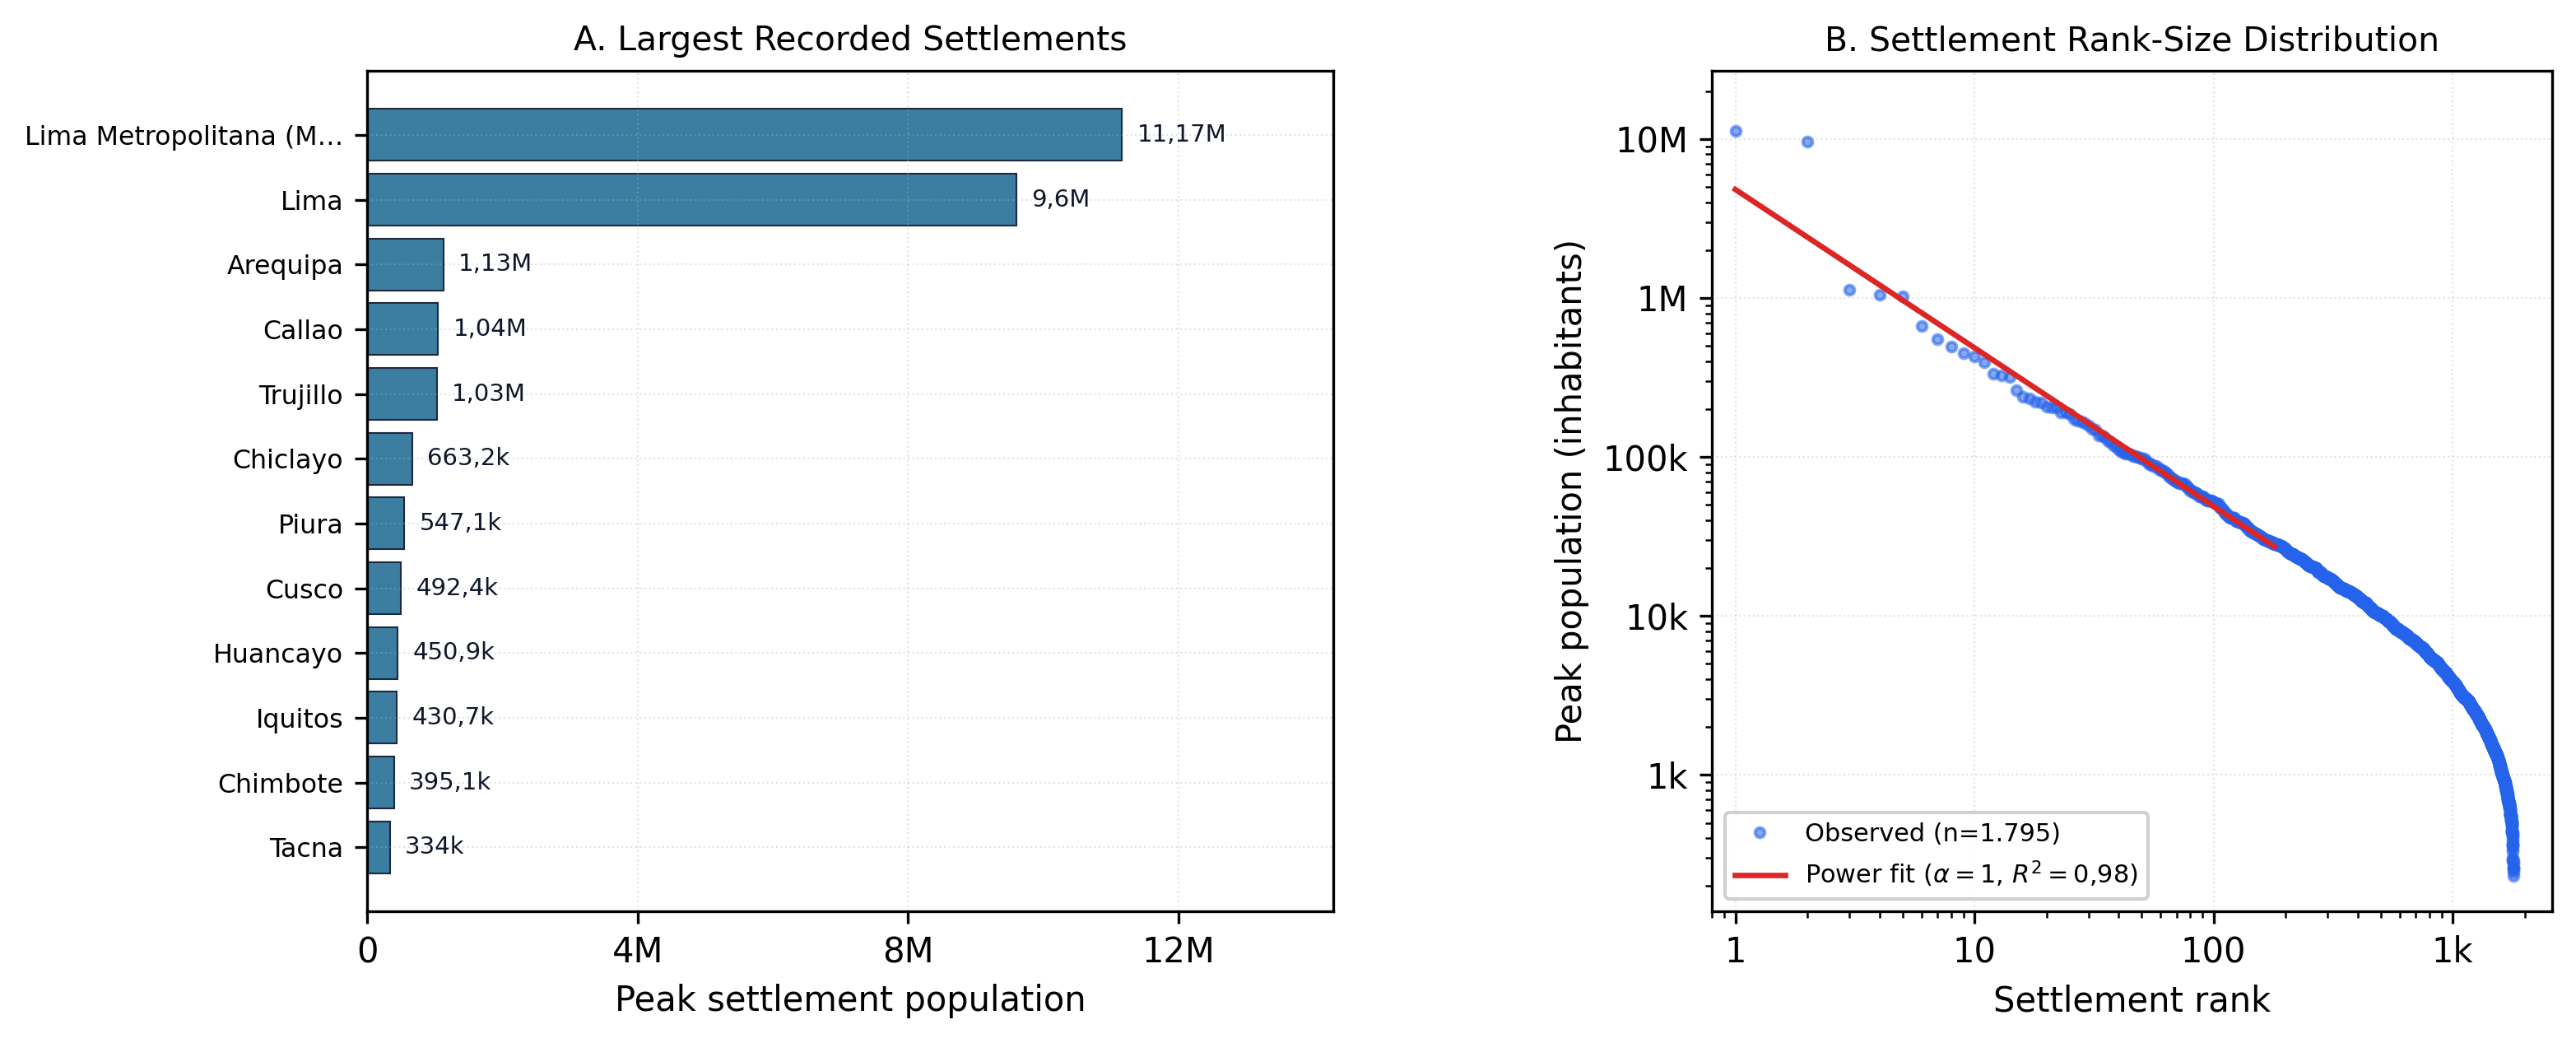 A. Largest Recorded Settlements
Lima Metropolitana (M...
11,17M
Lima
9,6M
Arequipa
1,13M
Callao
1,04M
Trujillo
1,03M
Chiclayo
663,2k
Piura
547,1k
Cusco
492,4k
Huancayo
450,9k
Iquitos
430,7k
Chimbote
395,1k
Tacna
334k
0
4M
8M
12M
Peak settlement population
B. Settlement Rank-Size Distribution
Peak population (inhabitants)
10M
1M
100k
10k
1k
Observed (n=1.795)
Power fit (α = 1, R² = 0,98)
1
10
100
1k
Settlement rank